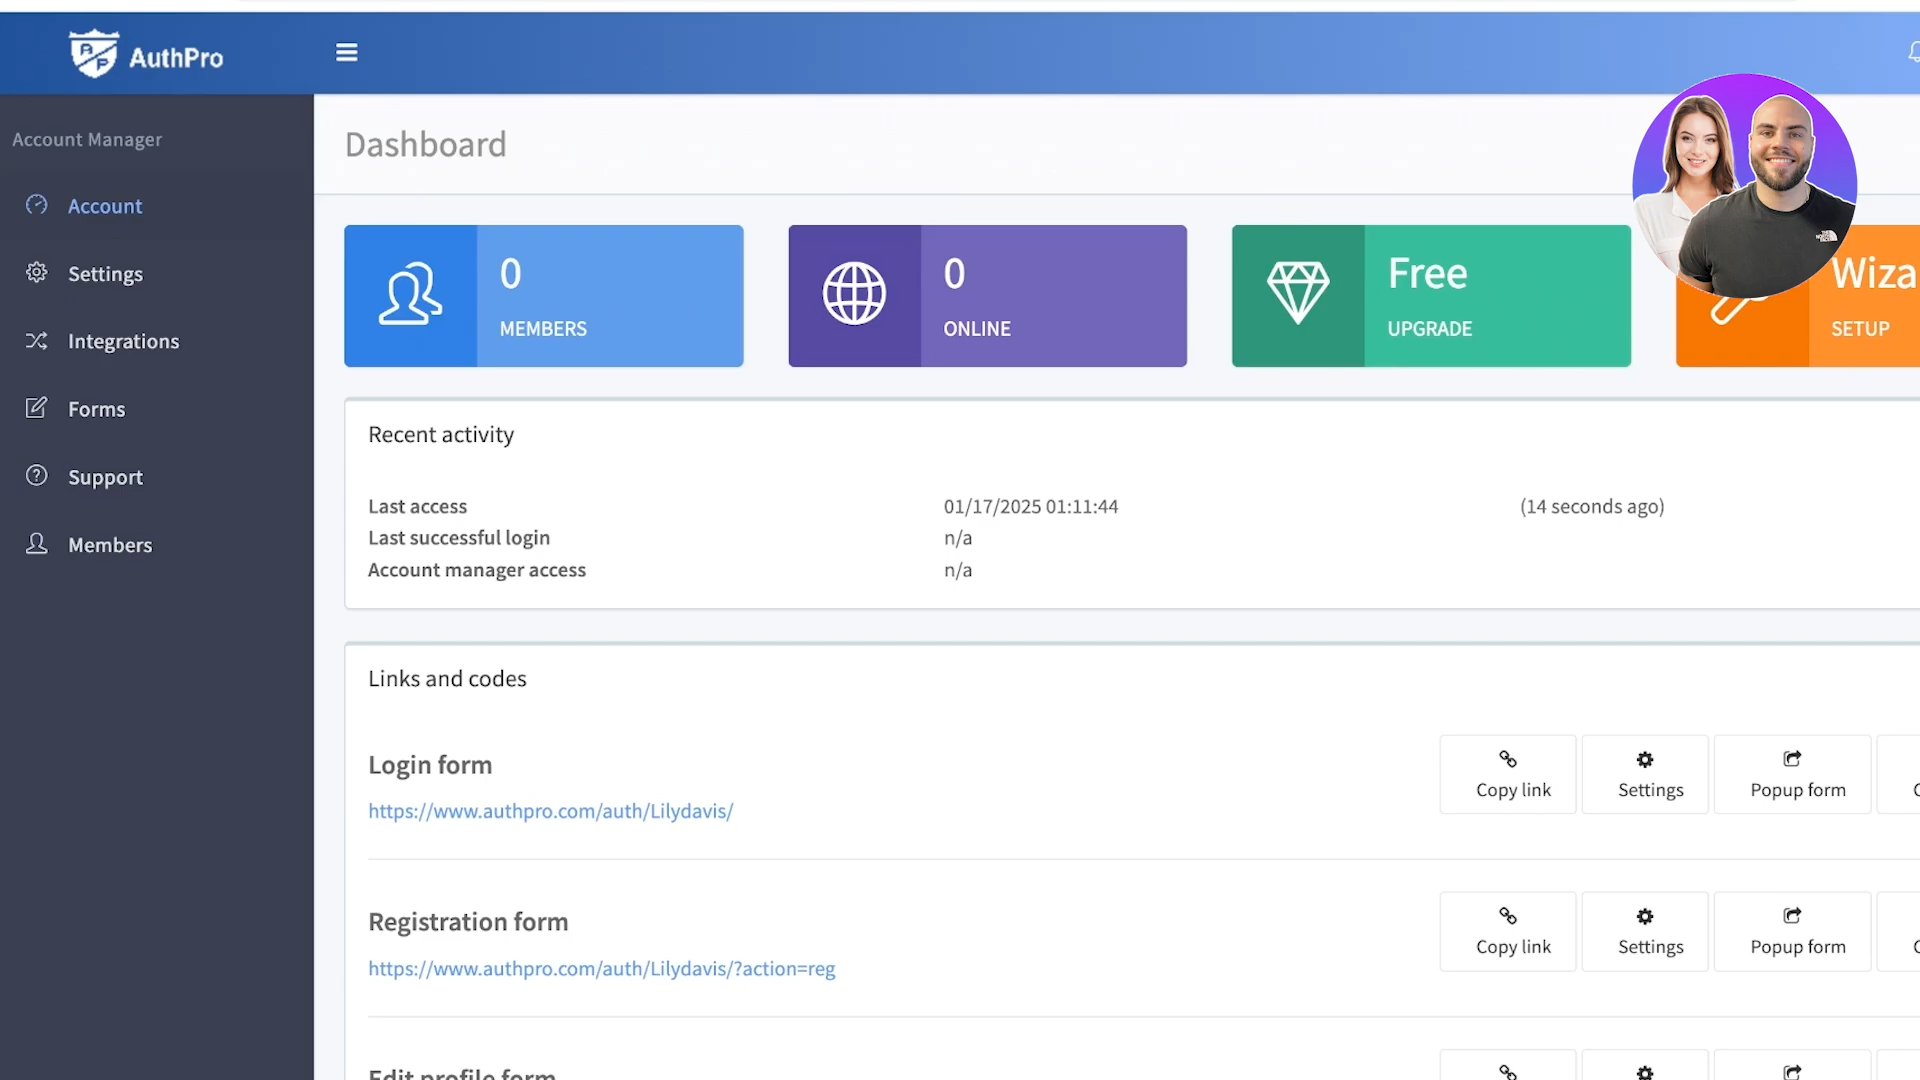 AuthPro
Account Manager
Dashboard
Account
Settings
Integrations
Forms
Support
Members
0
MEMBERS
0
ONLINE
Free
UPGRADE
Wiza
SETUP
Recent activity
Last access 01/17/2025 01:11:44 (14 seconds ago)
Last successful login n/a
Account manager access n/a
Links and codes
Login form
https://www.authpro.com/auth/Lilydavis/
Copy link
Settings
Popup form
Registration form
https://www.authpro.com/auth/Lilydavis/?action=reg
Copy link
Settings
Popup form
Edit profile form